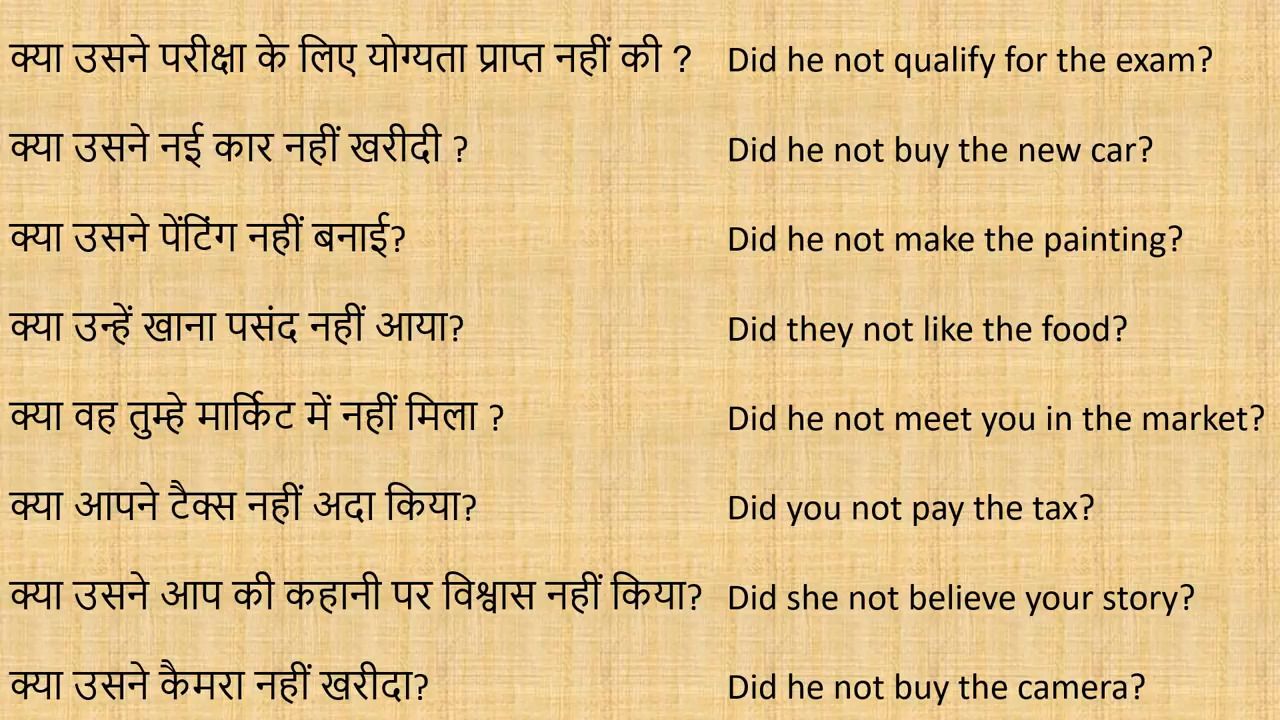 क्या उसने परीक्षा के लिए योग्यता प्राप्त नहीं की ? Did he not qualify for the exam?
क्या उसने नई कार नहीं खरीदी ? Did he not buy the new car?
क्या उसने पेंटिंग नहीं बनाई? Did he not make the painting?
क्या उन्हें खाना पसंद नहीं आया? Did they not like the food?
क्या वह तुम्हे मार्किट में नहीं मिला ? Did he not meet you in the market?
क्या आपने टैक्स नहीं अदा किया? Did you not pay the tax?
क्या उसने आप की कहानी पर विश्वास नहीं किया? Did she not believe your story?
क्या उसने कैमरा नहीं खरीदा? Did he not buy the camera?